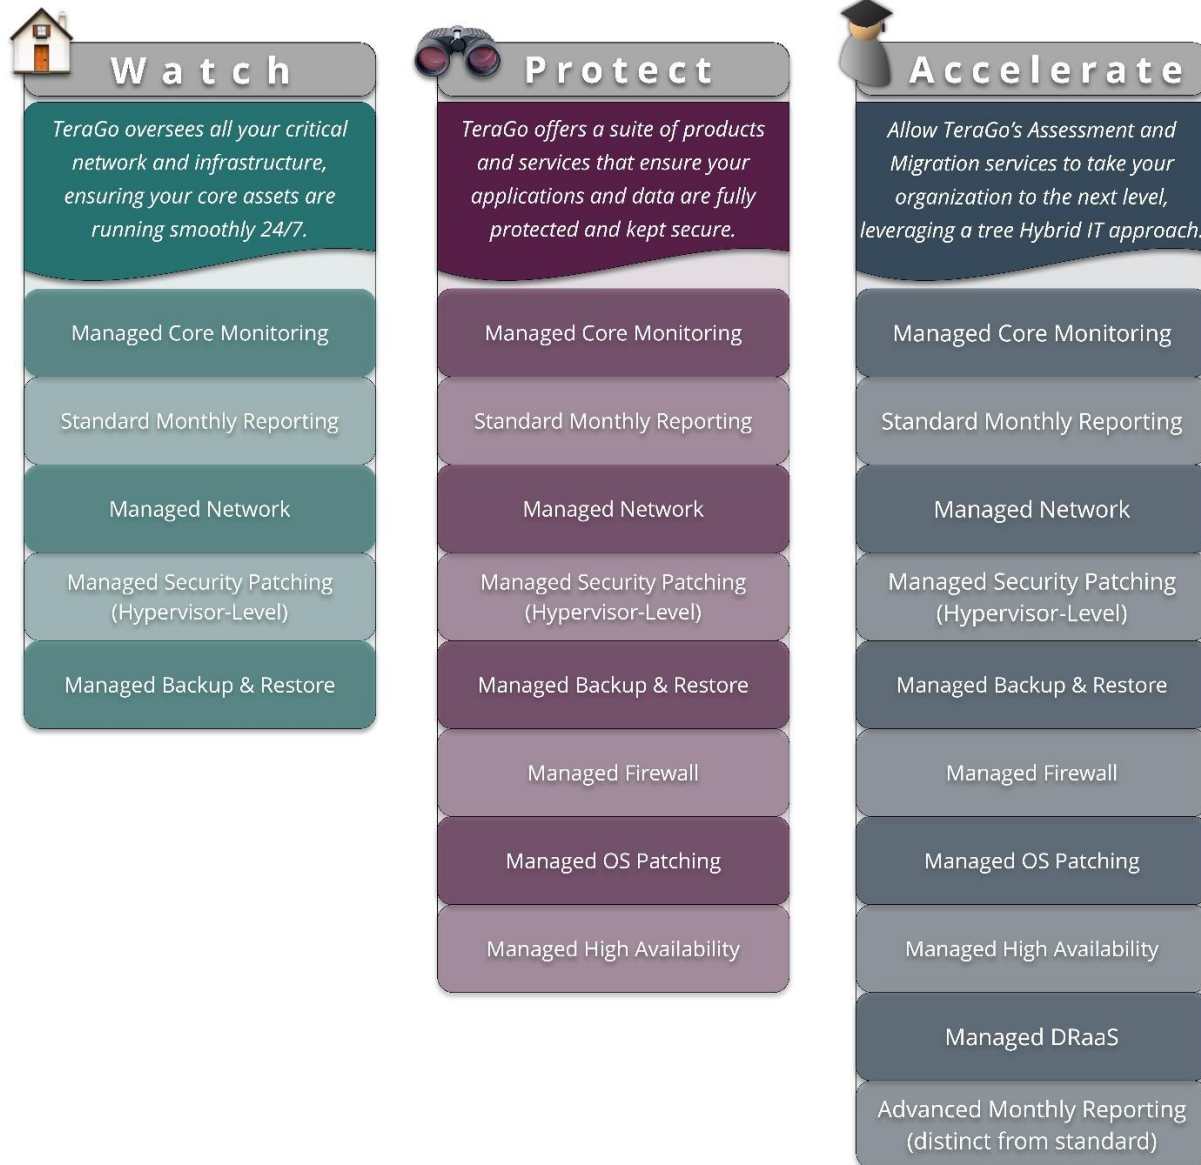 Watch
TeraGo oversees all your critical
network and infrastructure,
ensuring your core assets are
running smoothly 24/7.
Managed Core Monitoring
Standard Monthly Reporting
Managed Network
Managed Security Patching
(Hypervisor-Level)
Managed Backup & Restore
Protect
TeraGo offers a suite of products
and services that ensure your
applications and data are fully
protected and kept secure.
Managed Core Monitoring
Standard Monthly Reporting
Managed Network
Managed Security Patching
(Hypervisor-Level)
Managed Backup & Restore
Managed Firewall
Managed OS Patching
Managed High Availability
Accelerate
Allow TeraGo's Assessment and
Migration services to take your
organization to the next level,
leveraging a tree Hybrid IT approach.
Managed Core Monitoring
Standard Monthly Reporting
Managed Network
Managed Security Patching
(Hypervisor-Level)
Managed Backup & Restore
Managed Firewall
Managed OS Patching
Managed High Availability
Managed DRaaS
Advanced Monthly Reporting
(distinct from standard)